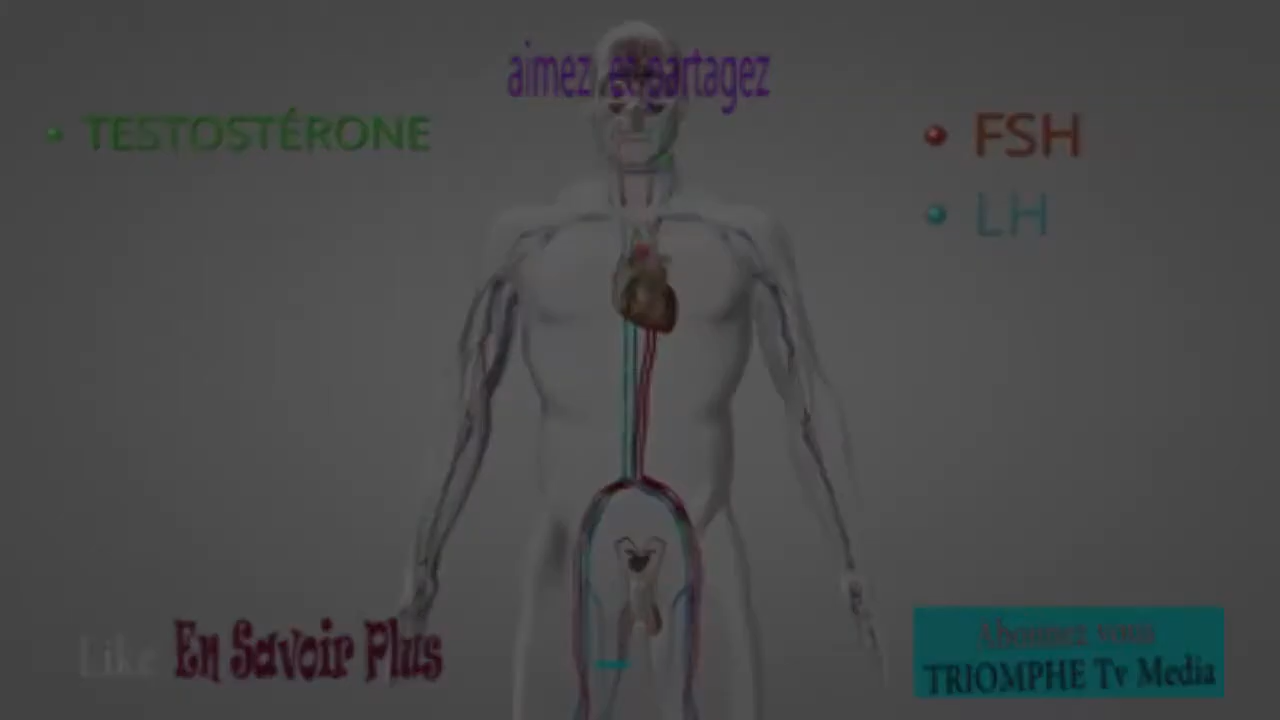 aimez et partagez
TESTOSTÉRONE
FSH
LH
Like En Savoir Plus
Abonnez vous
TRIOMPHE Tv Media